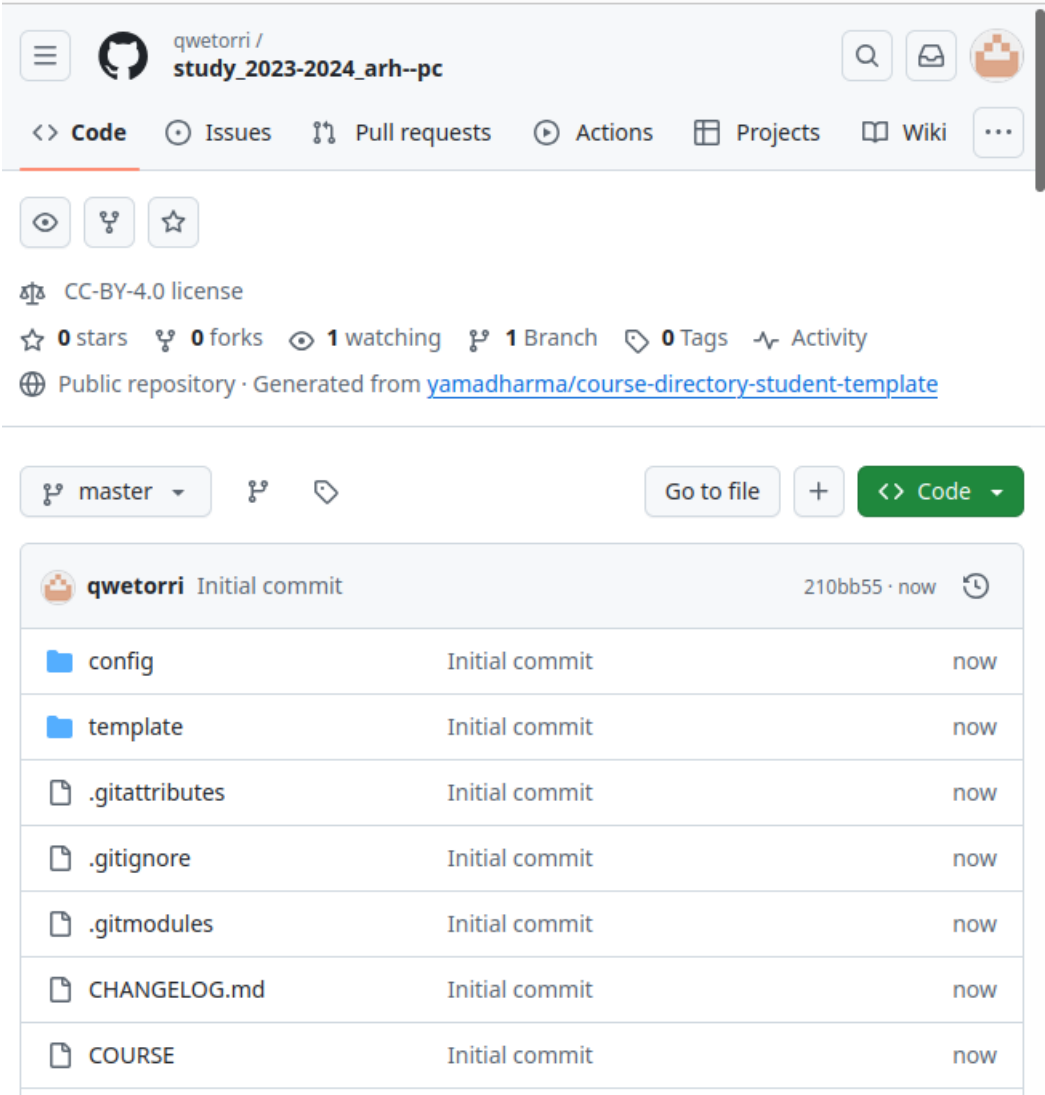 qwetorri /
study_2023-2024_arh--pc
Code Issues Pull requests Actions Projects Wiki
CC-BY-4.0 license
0 stars 0 forks 1 watching 1 Branch 0 Tags Activity
Public repository · Generated from yamadharma/course-directory-student-template
master Go to file Code
qwetorri Initial commit 210bb55 · now
config Initial commit now
template Initial commit now
.gitattributes Initial commit now
.gitignore Initial commit now
.gitmodules Initial commit now
CHANGELOG.md Initial commit now
COURSE Initial commit now